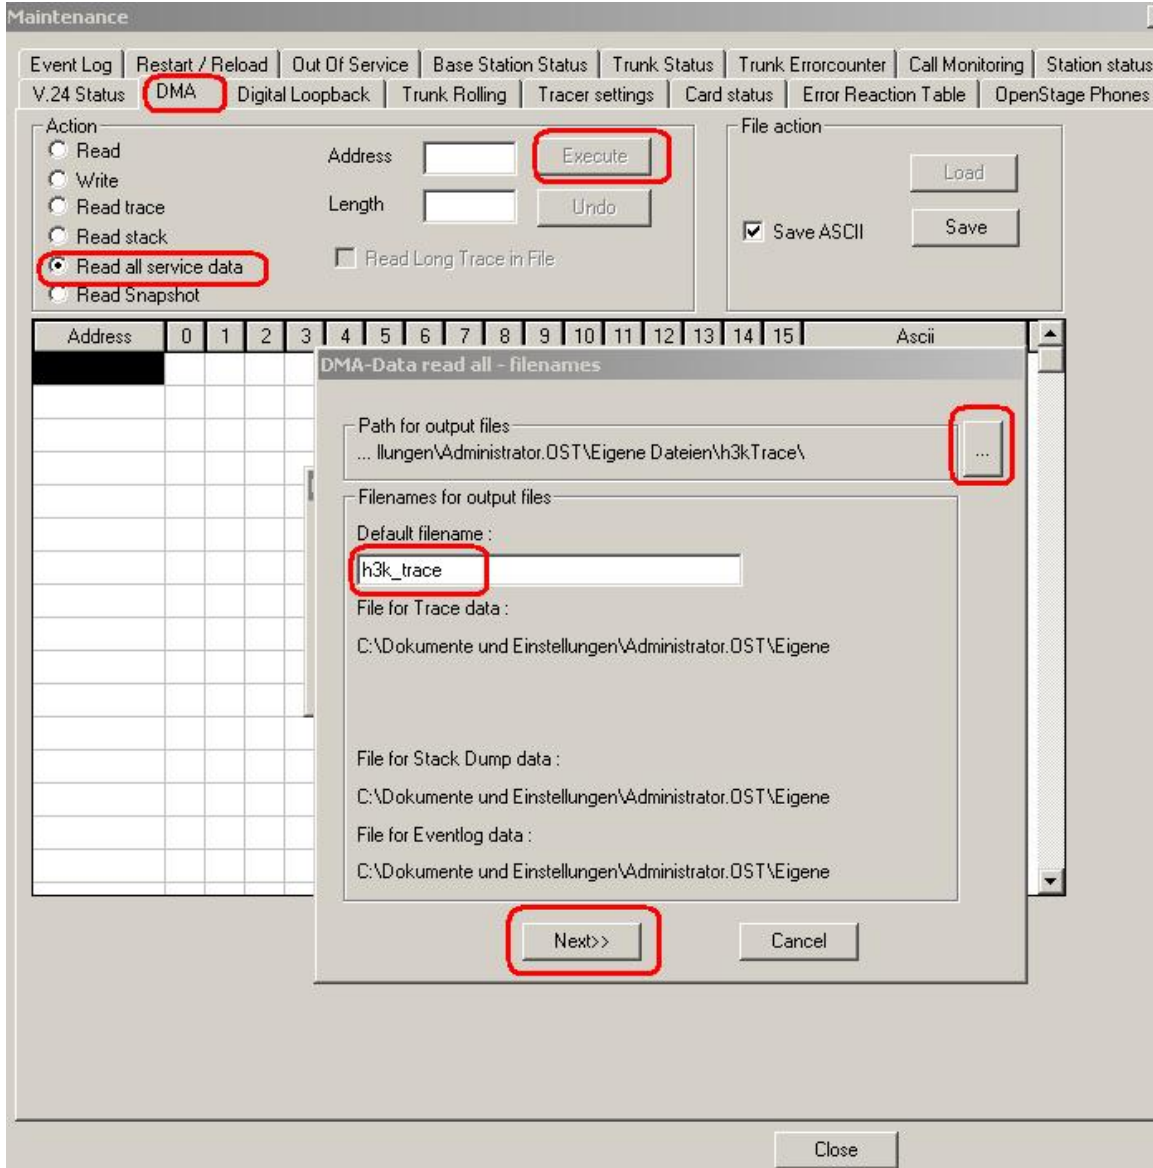 Maintenance
Event Log Restart / Reload Out Of Service Base Station Status Trunk Status Trunk Errorcounter Call Monitoring Station status
V.24 Status DMA Digital Loopback Trunk Rolling Tracer settings Card status Error Reaction Table OpenStage Phones
Action
Read
Write
Read trace
Read stack
Read all service data
Read Snapshot
Address
Length
Execute
Undo
Read Long Trace in File
File action
Load
Save ASCII
Save
Address 0 1 2 3 4 5 6 7 8 9 10 11 12 13 14 15 Ascii
DMA-Data read all - filenames
Path for output files
... llungen\Administrator.OST\Eigene Dateien\h3kTrace\
...
Filenames for output files
Default filename :
h3k_trace
File for Trace data :
C:\Dokumente und Einstellungen\Administrator.OST\Eigene
File for Stack Dump data :
C:\Dokumente und Einstellungen\Administrator.OST\Eigene
File for Eventlog data :
C:\Dokumente und Einstellungen\Administrator.OST\Eigene
Next>>
Cancel
Close